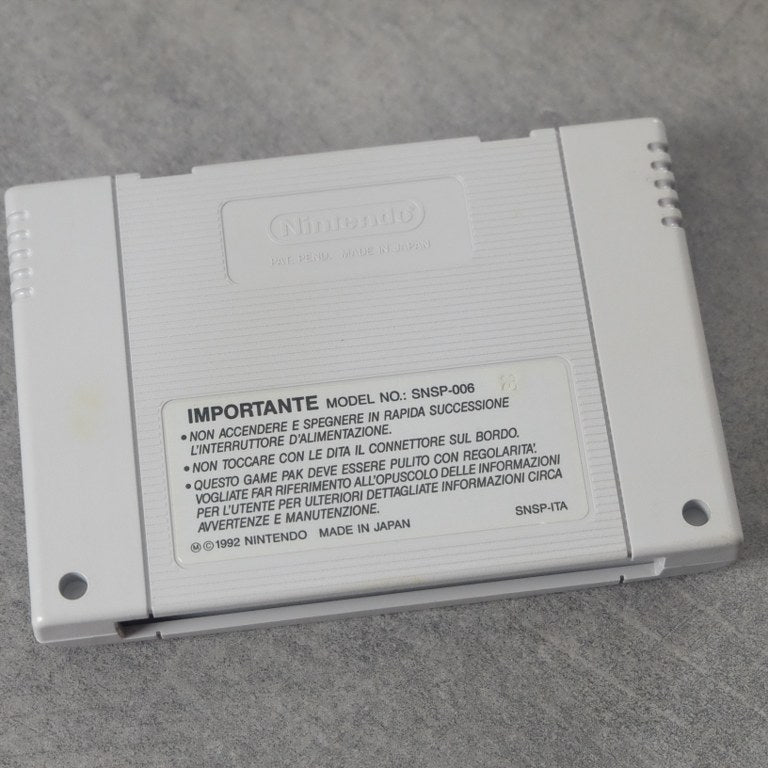 Nintendo®
PAT. PEND. MADE IN JAPAN
IMPORTANTE MODEL NO.: SNSP-006
• NON ACCENDERE E SPEGNERE IN RAPIDA SUCCESSIONE
L'INTERRUTTORE D'ALIMENTAZIONE.
• NON TOCCARE CON LE DITA IL CONNETTORE SUL BORDO.
• QUESTO GAME PAK DEVE ESSERE PULITO CON REGOLARITA'.
VOGLIATE FAR RIFERIMENTO ALL'OPUSCOLO DELLE INFORMAZIONI
PER L'UTENTE PER ULTERIORI DETTAGLIATE INFORMAZIONI CIRCA
AVVERTENZE E MANUTENZIONE.
SNSP-ITA
Ⓜ©1992 NINTENDO MADE IN JAPAN